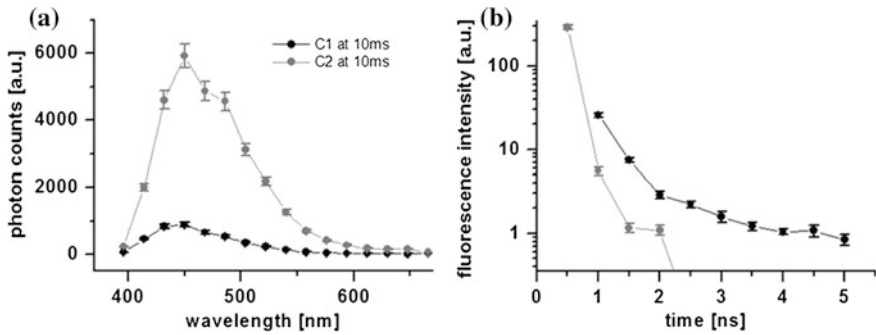 (a)
photon counts [a.u.]
6000
4000
2000
0
C1 at 10ms
C2 at 10ms
400
500
600
wavelength [nm]
(b)
fluorescence intensity [a.u.]
100
10
1
0
1
2
3
4
5
time [ns]